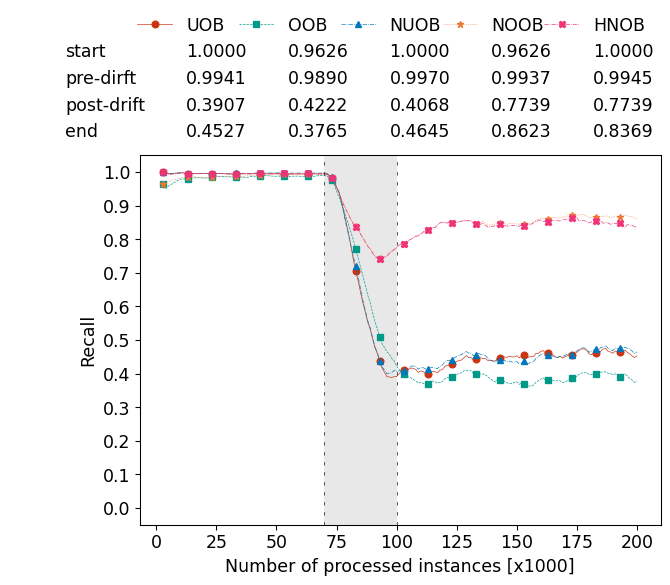 UOB OOB NUOB NOOB HNOB
start 1.0000 0.9626 1.0000 0.9626 1.0000
pre-dirft 0.9941 0.9890 0.9970 0.9937 0.9945
post-drift 0.3907 0.4222 0.4068 0.7739 0.7739
end 0.4527 0.3765 0.4645 0.8623 0.8369
1.0
0.9
0.8
0.7
0.6
0.5
0.4
0.3
0.2
0.1
0.0
Recall
0 25 50 75 100 125 150 175 200
Number of processed instances [x1000]